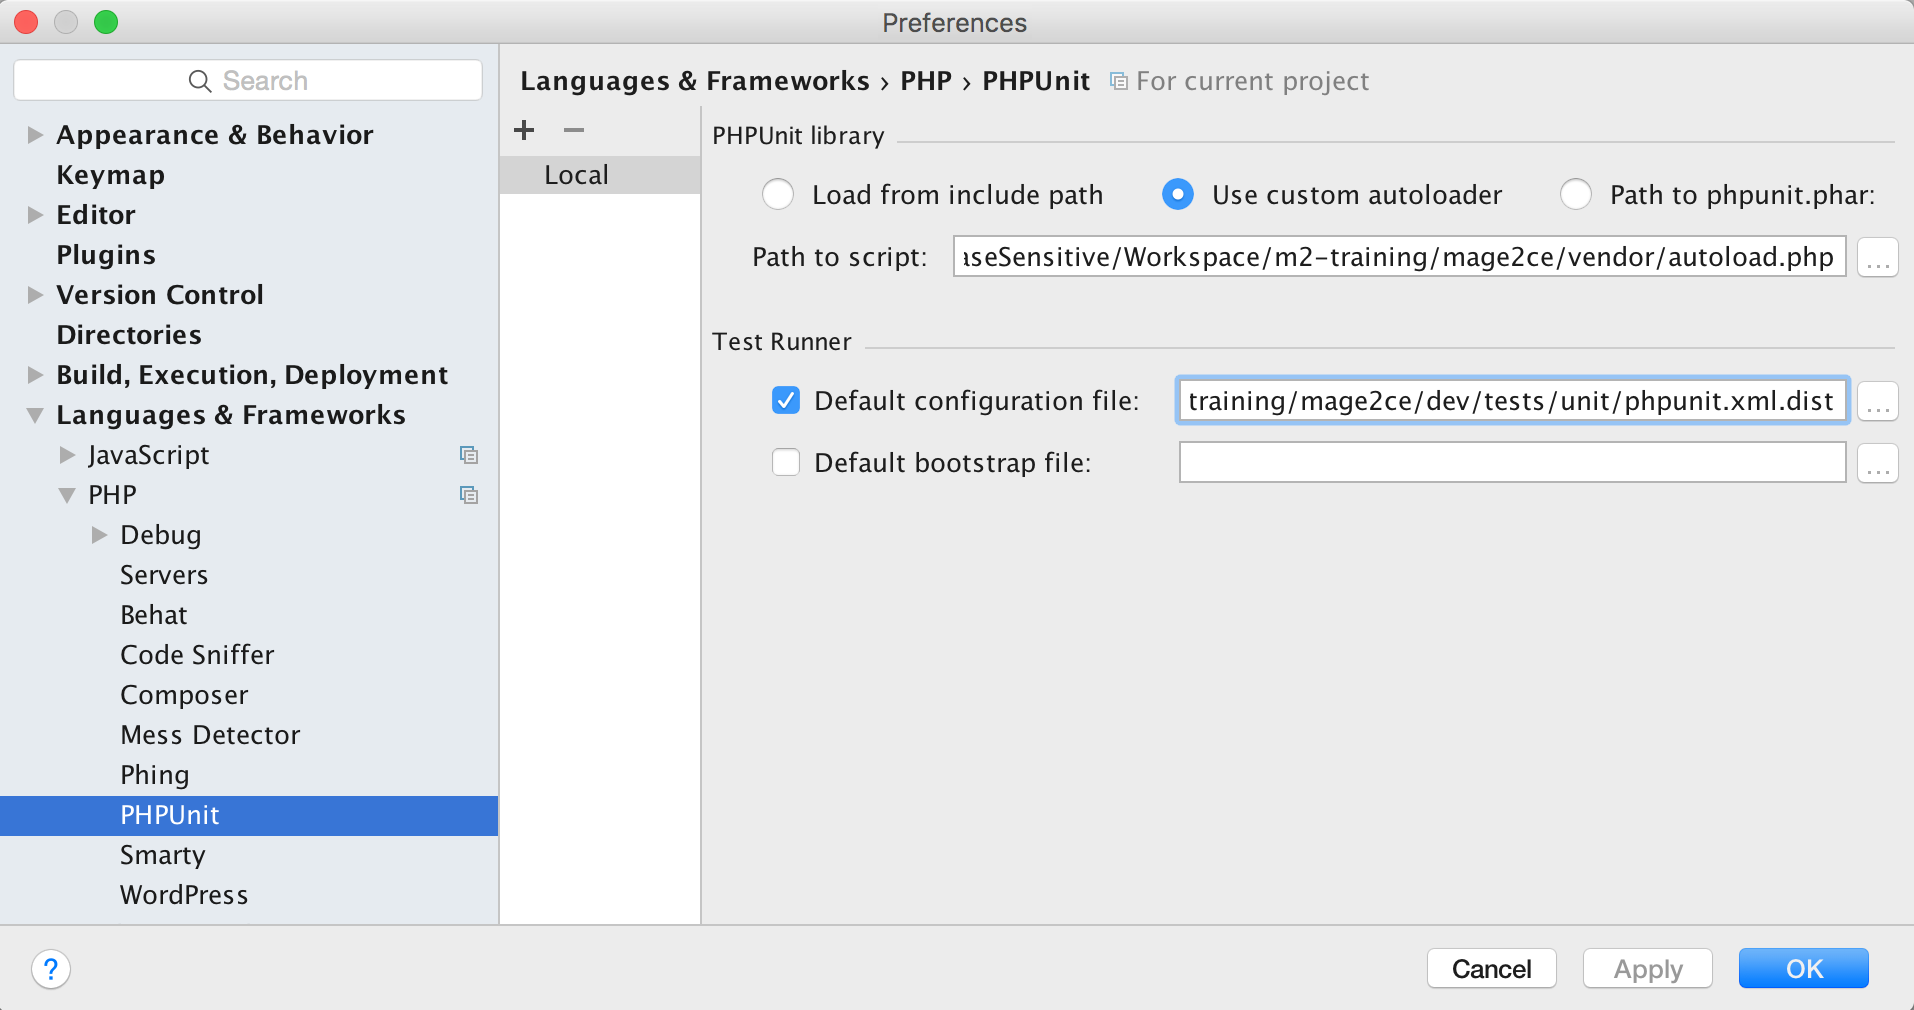 Preferences
Search
Appearance & Behavior
Keymap
Editor
Plugins
Version Control
Directories
Build, Execution, Deployment
Languages & Frameworks
JavaScript
PHP
Debug
Servers
Behat
Code Sniffer
Composer
Mess Detector
Phing
PHPUnit
Smarty
WordPress
Languages & Frameworks › PHP › PHPUnit For current project
+ −
Local
PHPUnit library
Load from include path Use custom autoloader Path to phpunit.phar:
Path to script: aseSensitive/Workspace/m2-training/mage2ce/vendor/autoload.php ...
Test Runner
Default configuration file: training/mage2ce/dev/tests/unit/phpunit.xml.dist ...
Default bootstrap file: ...
? Cancel Apply OK